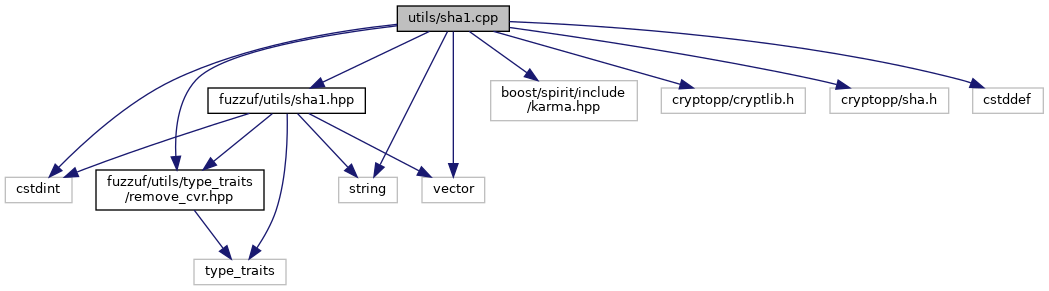 utils/sha1.cpp
fuzzuf/utils/sha1.hpp
boost/spirit/include
/karma.hpp
cryptopp/cryptlib.h
cryptopp/sha.h
cstddef
cstdint
fuzzuf/utils/type_traits
/remove_cvr.hpp
string
vector
type_traits